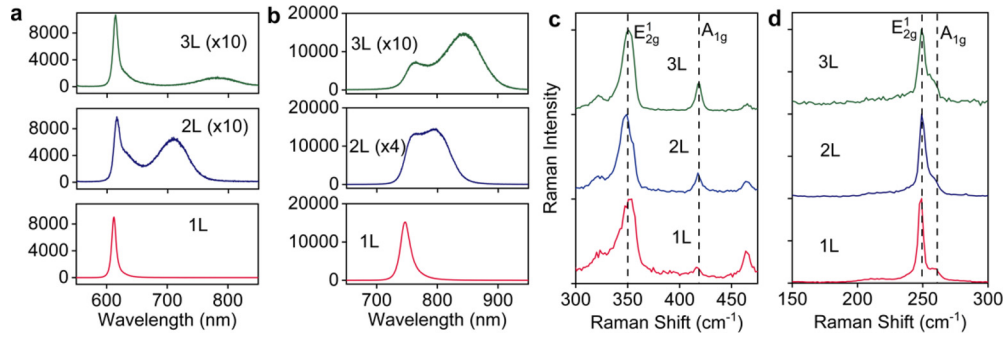 a
8000
4000
0
3L (x10)
8000
4000
0
2L (x10)
8000
4000
0
1L
600
700
800
Wavelength (nm)
b
20000
10000
0
3L (x10)
20000
10000
0
2L (x4)
20000
10000
0
1L
700
800
900
Wavelength (nm)
c
Raman Intensity
E¹2g
A1g
3L
2L
1L
300
350
400
450
Raman Shift (cm⁻¹)
d
E¹2g
A1g
3L
2L
1L
150
200
250
300
Raman Shift (cm⁻¹)